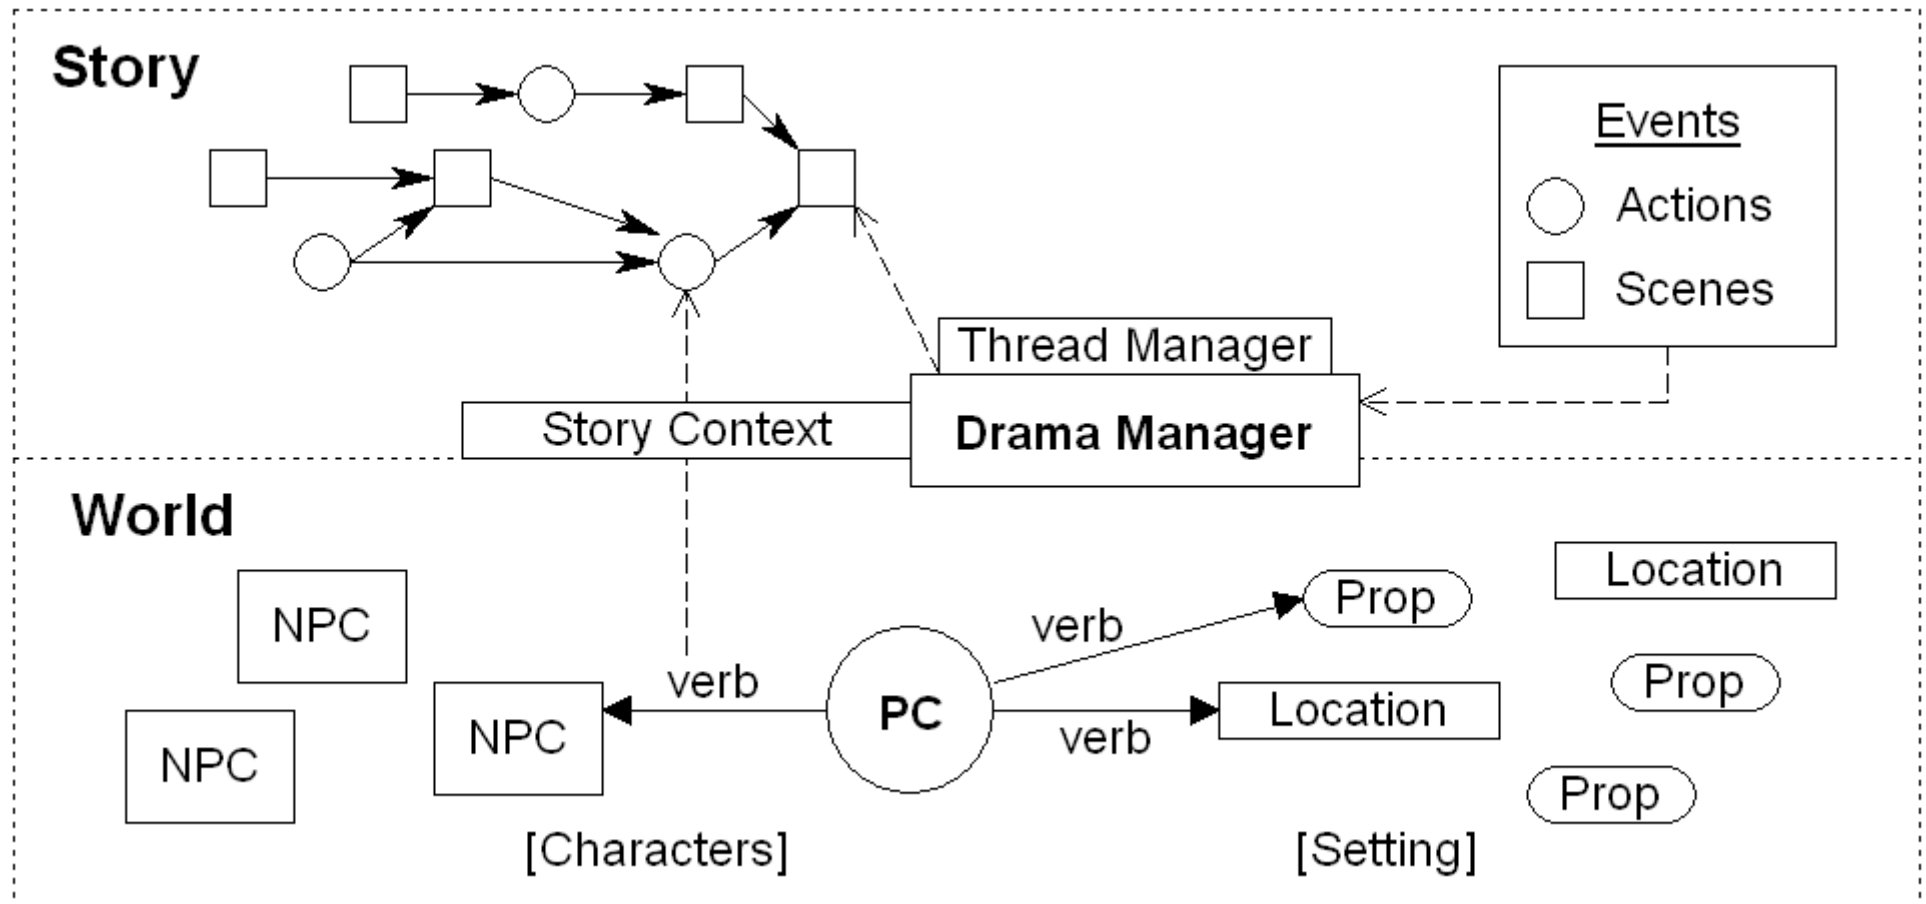 Story
Events
Actions
Scenes
Thread Manager
Story Context
Drama Manager
World
NPC
NPC
NPC
verb
PC
verb
verb
Prop
Location
Location
Prop
Prop
[Characters]
[Setting]